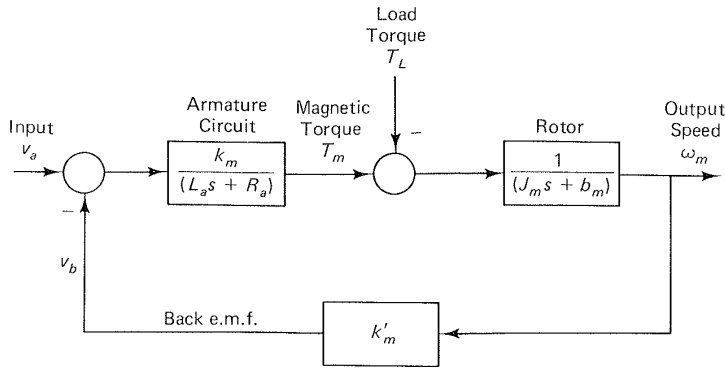 Load
Torque
T_L
−
Input
v_a
−
Armature
Circuit
k_m
(L_a s + R_a)
Magnetic
Torque
T_m
Rotor
1
(J_m s + b_m)
Output
Speed
ω_m
v_b
Back e.m.f.
k'_m